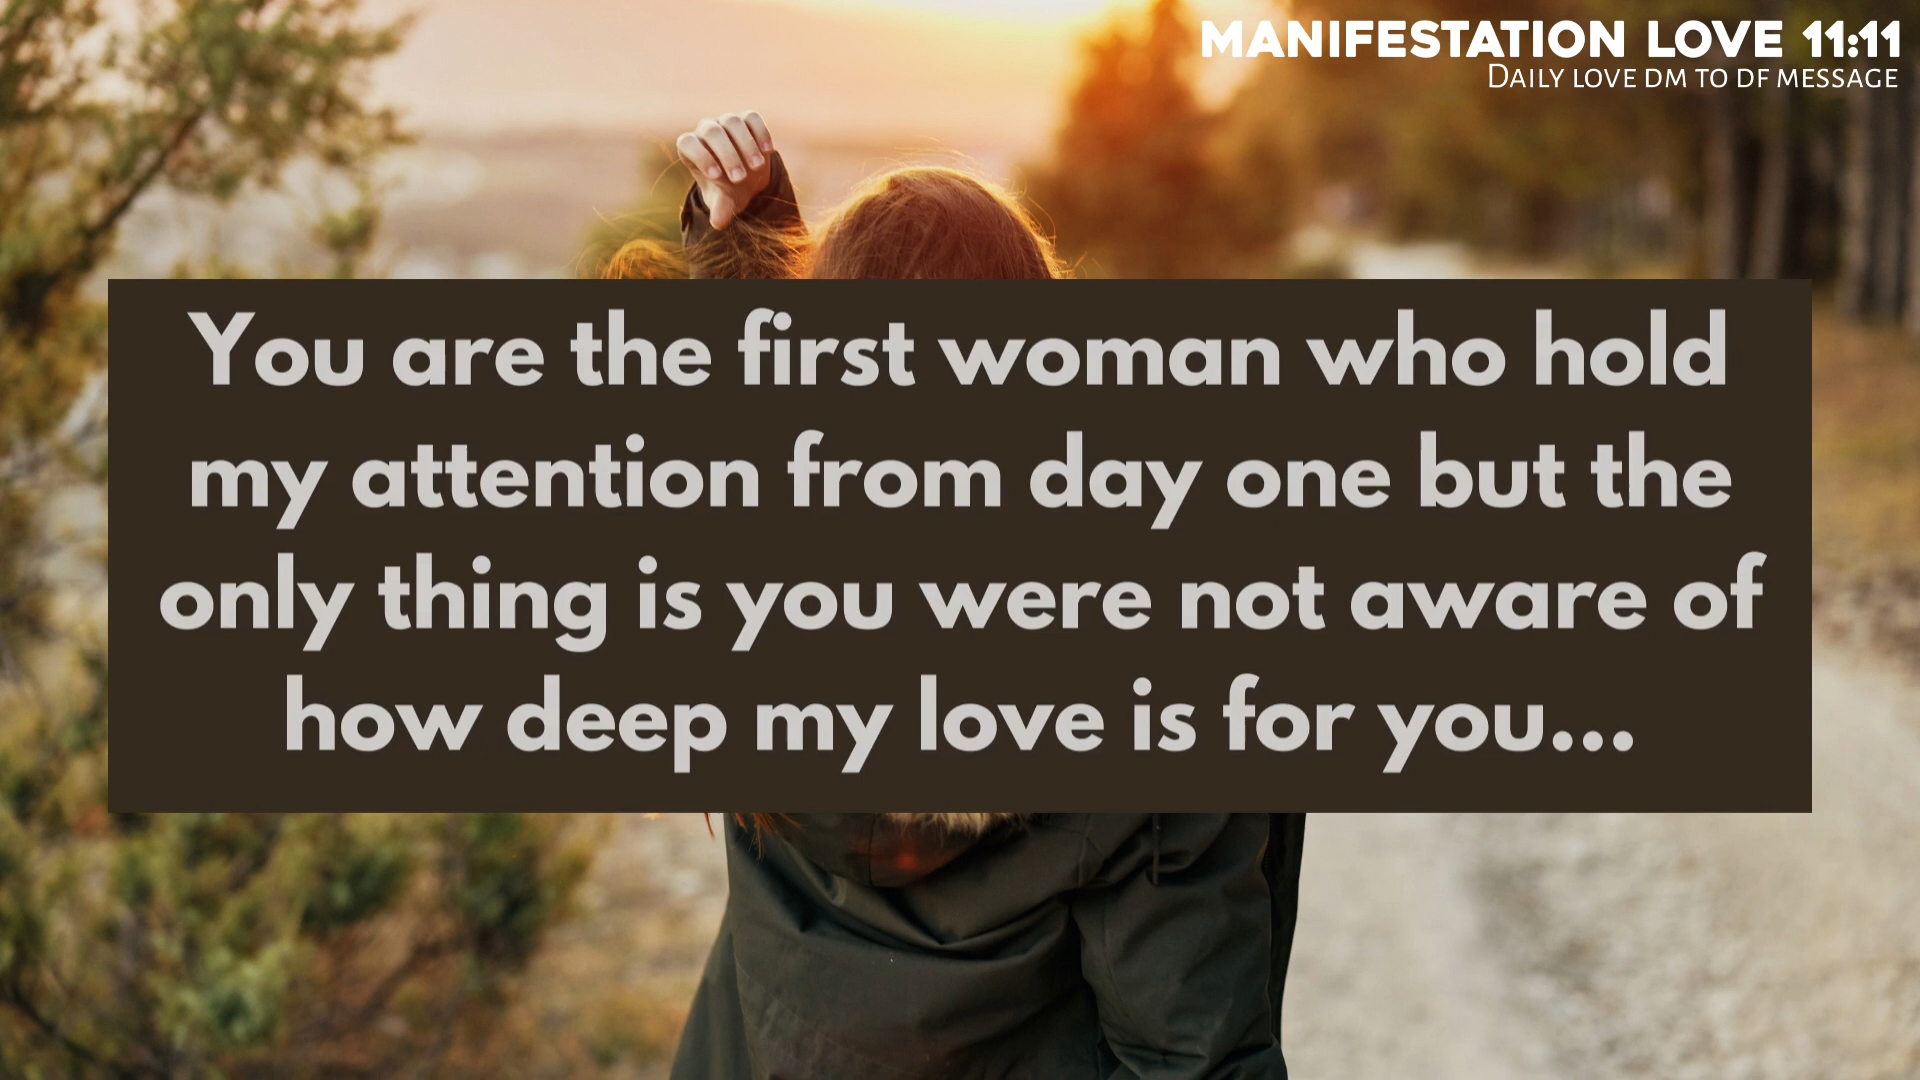 MANIFESTATION LOVE 11:11
DAILY LOVE DM TO DF MESSAGE
You are the first woman who hold
my attention from day one but the
only thing is you were not aware of
how deep my love is for you...